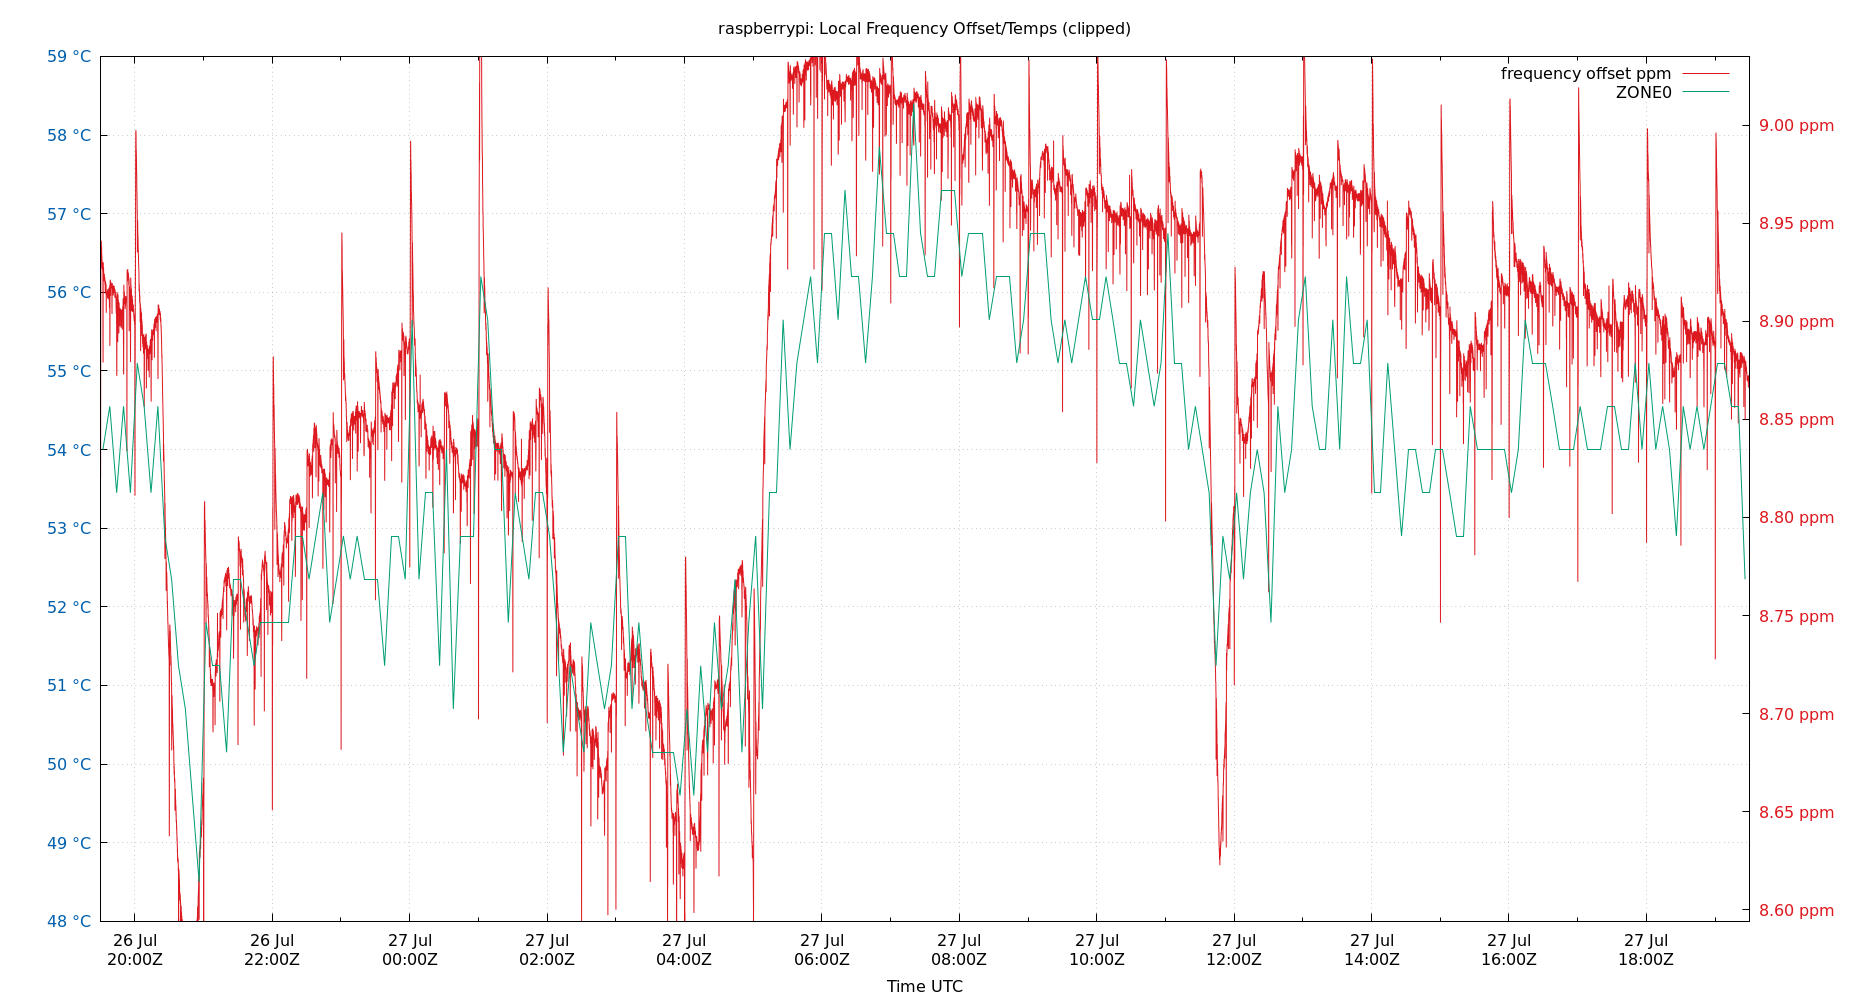 raspberrypi: Local Frequency Offset/Temps (clipped)
59 °C
58 °C
57 °C
56 °C
55 °C
54 °C
53 °C
52 °C
51 °C
50 °C
49 °C
48 °C
frequency offset ppm
ZONE0
9.00 ppm
8.95 ppm
8.90 ppm
8.85 ppm
8.80 ppm
8.75 ppm
8.70 ppm
8.65 ppm
8.60 ppm
26 Jul 26 Jul 27 Jul 27 Jul 27 Jul 27 Jul 27 Jul 27 Jul 27 Jul 27 Jul 27 Jul 27 Jul
20:00Z 22:00Z 00:00Z 02:00Z 04:00Z 06:00Z 08:00Z 10:00Z 12:00Z 14:00Z 16:00Z 18:00Z
Time UTC